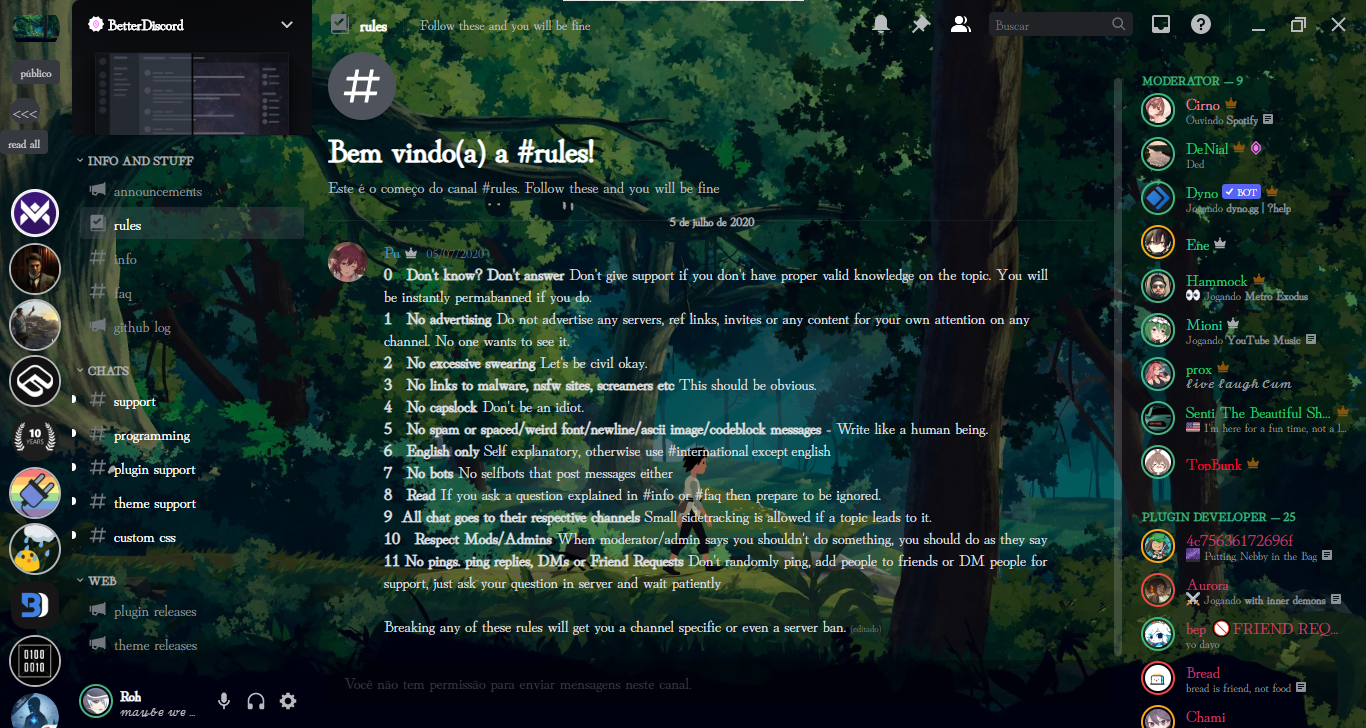 BetterDiscord
rules
Follow these and you will be fine
Buscar
público
<<<
read all
10
YEARS
0100
0010
INFO AND STUFF
announcements
rules
info
faq
github log
CHATS
support
programming
plugin support
theme support
custom css
WEB
plugin releases
theme releases
Roh
maybe we ...
Bem vindo(a) a #rules!
Este é o começo do canal #rules. Follow these and you will be fine
5 de julho de 2020
Pu 05/07/2020
0 Don't know? Don't answer Don't give support if you don't have proper valid knowledge on the topic. You will
be instantly permabanned if you do.
1 No advertising Do not advertise any servers, ref links, invites or any content for your own attention on any
channel. No one wants to see it.
2 No excessive swearing Let's be civil okay.
3 No links to malware, nsfw sites, screamers etc This should be obvious.
4 No capslock Don't be an idiot.
5 No spam or spaced/weird font/newline/ascii image/codeblock messages - Write like a human being.
6 English only Self explanatory, otherwise use #international except english
7 No bots No selfbots that post messages either
8 Read If you ask a question explained in #info or #faq then prepare to be ignored.
9 All chat goes to their respective channels Small sidetracking is allowed if a topic leads to it.
10 Respect Mods/Admins When moderator/admin says you shouldn't do something, you should do as they say
11 No pings. ping replies, DMs or Friend Requests Don't randomly ping, add people to friends or DM people for
support, just ask your question in server and wait patiently
Breaking any of these rules will get you a channel specific or even a server ban. (editado)
Você não tem permissão para enviar mensagens neste canal.
MODERATOR — 9
Cirno
Ouvindo Spotify
DeNial
Ded
Dyno BOT
Jogando dyno.gg | ?help
Ene
Hammock
Jogando Metro Exodus
Mioni
Jogando YouTube Music
prox
live laugh cum
Senti The Beautiful Sh...
I'm here for a fun time, not a l...
TopBunk
PLUGIN DEVELOPER — 25
4c75636172696f
Putting Nebby in the Bag
Aurora
Jogando with inner demons
bep 🚫 FRIEND REQ...
yo dayo
Bread
bread is friend, not food
Chami